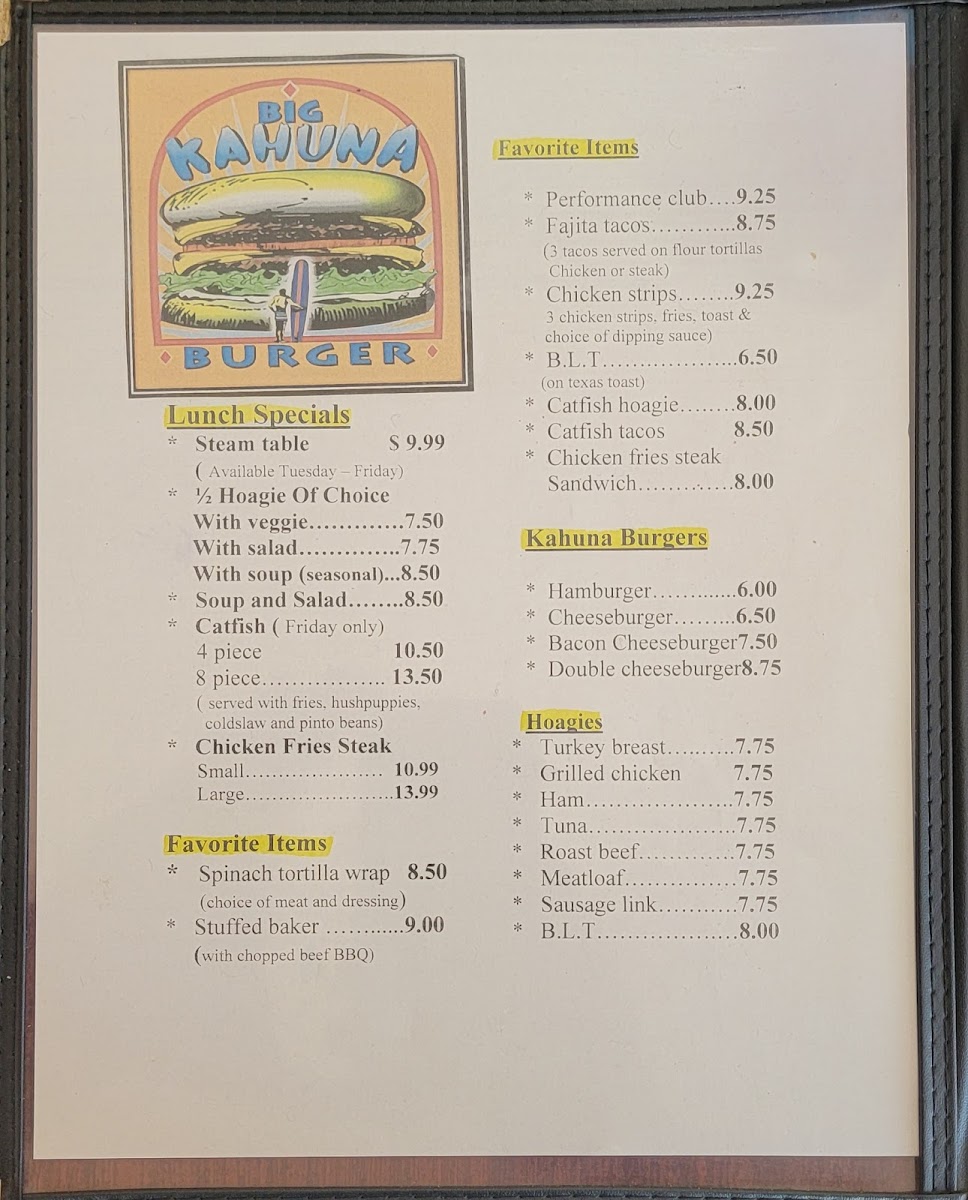 BIG
KAHUNA
BURGER
Lunch Specials
* Steam table $ 9.99
( Available Tuesday – Friday)
* ½ Hoagie Of Choice
With veggie.............7.50
With salad..............7.75
With soup (seasonal)...8.50
* Soup and Salad........8.50
* Catfish ( Friday only)
4 piece 10.50
8 piece................. 13.50
( served with fries, hushpuppies,
coldslaw and pinto beans)
* Chicken Fries Steak
Small..................... 10.99
Large......................13.99
Favorite Items
* Spinach tortilla wrap 8.50
(choice of meat and dressing)
* Stuffed baker ...........9.00
(with chopped beef BBQ)
Favorite Items
* Performance club....9.25
* Fajita tacos............8.75
(3 tacos served on flour tortillas
Chicken or steak)
* Chicken strips........9.25
3 chicken strips, fries, toast &
choice of dipping sauce)
* B.L.T...................6.50
(on texas toast)
* Catfish hoagie........8.00
* Catfish tacos 8.50
* Chicken fries steak
Sandwich..............8.00
Kahuna Burgers
* Hamburger.............6.00
* Cheeseburger.........6.50
* Bacon Cheeseburger7.50
* Double cheeseburger8.75
Hoagies
* Turkey breast..........7.75
* Grilled chicken 7.75
* Ham.....................7.75
* Tuna.....................7.75
* Roast beef.............7.75
* Meatloaf................7.75
* Sausage link...........7.75
* B.L.T....................8.00